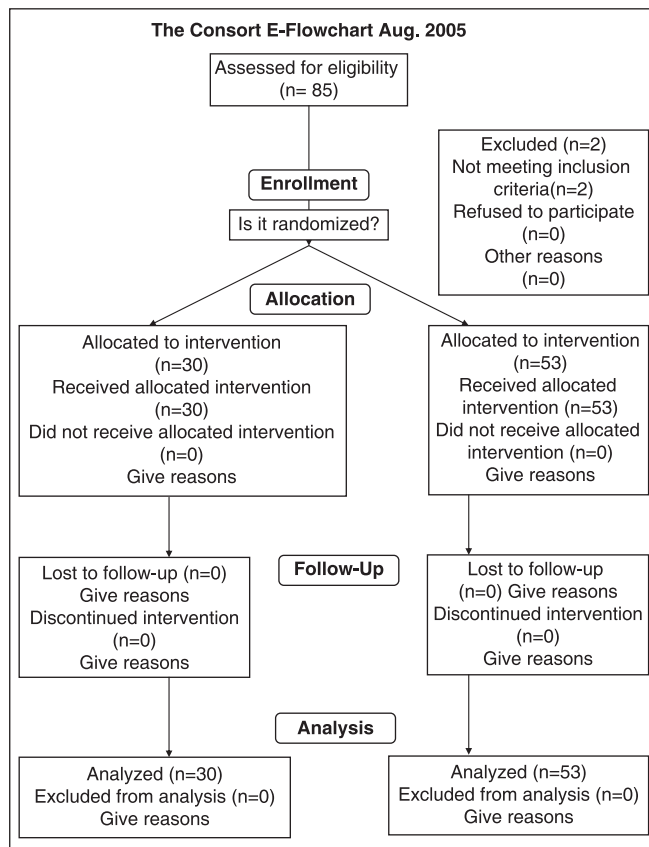 The Consort E-Flowchart Aug. 2005
Assessed for eligibility
(n= 85)
Excluded (n=2)
Not meeting inclusion
criteria(n=2)
Refused to participate
(n=0)
Other reasons
(n=0)
Enrollment
Is it randomized?
Allocation
Allocated to intervention
(n=30)
Received allocated intervention
(n=30)
Did not receive allocated intervention
(n=0)
Give reasons
Allocated to intervention
(n=53)
Received allocated
intervention (n=53)
Did not receive allocated
intervention (n=0)
Give reasons
Follow-Up
Lost to follow-up (n=0)
Give reasons
Discontinued intervention
(n=0)
Give reasons
Lost to follow-up
(n=0) Give reasons
Discontinued intervention
(n=0)
Give reasons
Analysis
Analyzed (n=30)
Excluded from analysis (n=0)
Give reasons
Analyzed (n=53)
Excluded from analysis (n=0)
Give reasons